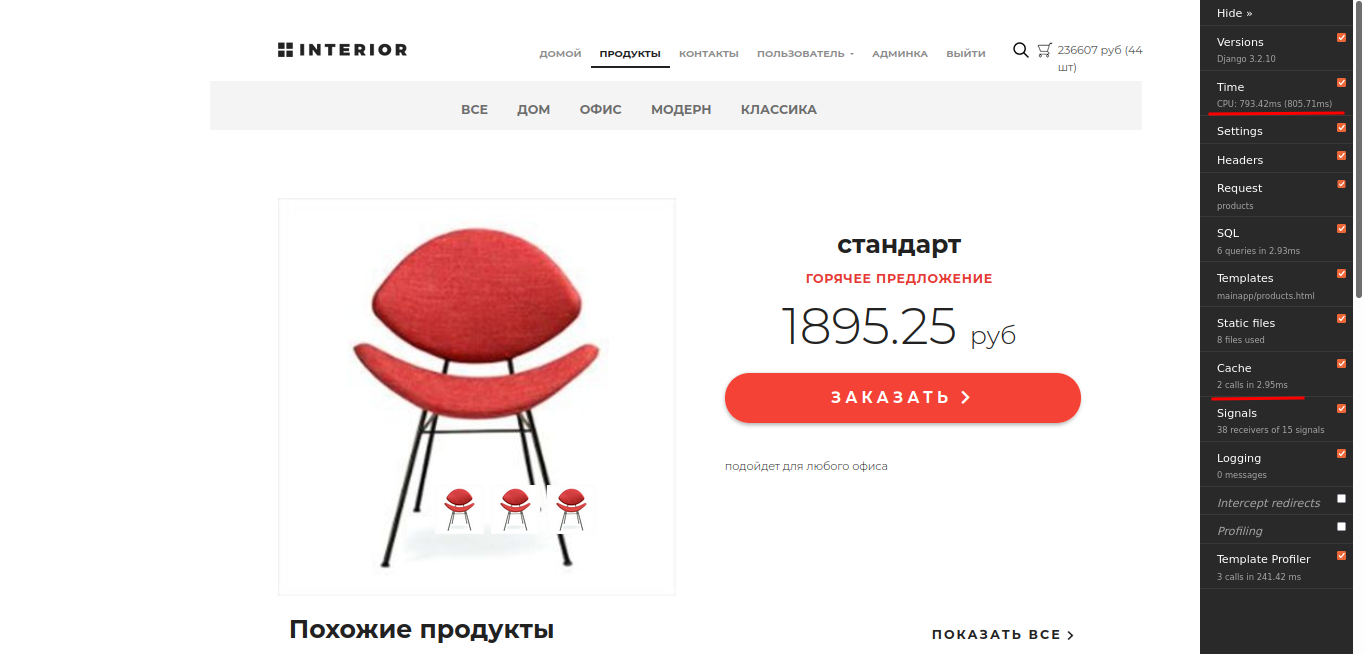 INTERIOR
ДОМОЙ ПРОДУКТЫ КОНТАКТЫ ПОЛЬЗОВАТЕЛЬ АДМИНКА ВЫЙТИ
236607 руб (44
шт)
ВСЕ ДОМ ОФИС МОДЕРН КЛАССИКА
стандарт
ГОРЯЧЕЕ ПРЕДЛОЖЕНИЕ
1895.25 руб
ЗАКАЗАТЬ
подойдет для любого офиса
Похожие продукты
ПОКАЗАТЬ ВСЕ
Hide »
Versions
Django 3.2.10
Time
CPU: 793.42ms (805.71ms)
Settings
Headers
Request
products
SQL
6 queries in 2.93ms
Templates
mainapp/products.html
Static files
8 files used
Cache
2 calls in 2.95ms
Signals
38 receivers of 15 signals
Logging
0 messages
Intercept redirects
Profiling
Template Profiler
3 calls in 241.42 ms